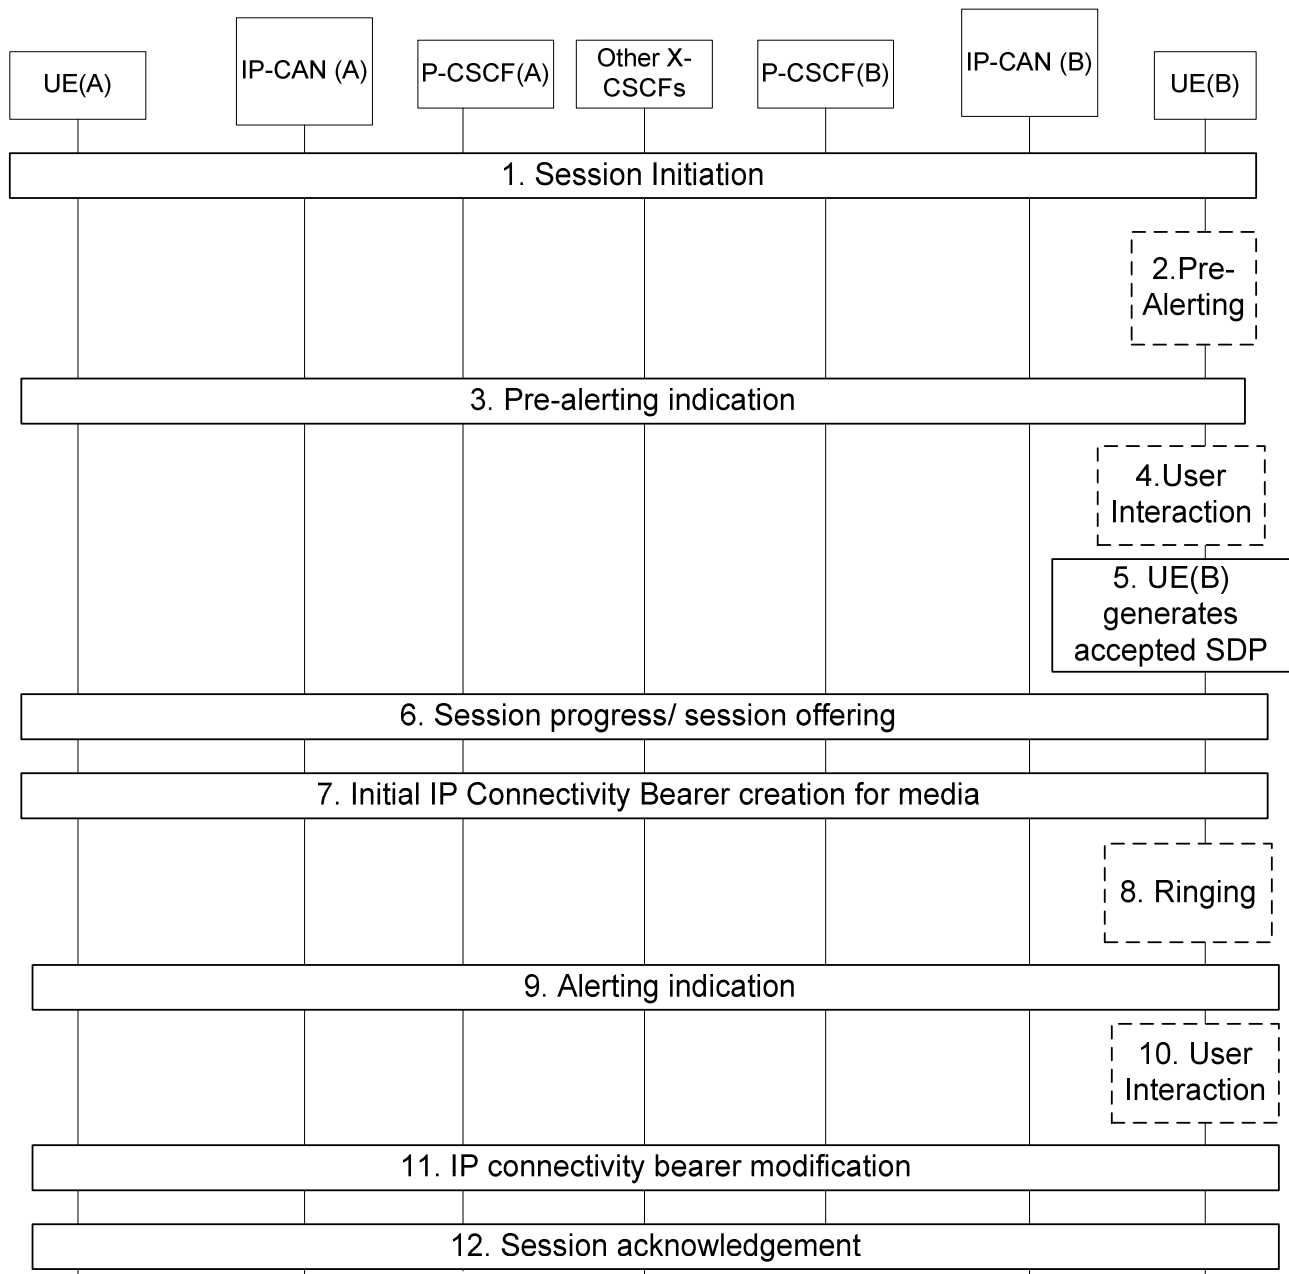 UE(A)
IP-CAN (A)
P-CSCF(A)
Other X-
CSCFs
P-CSCF(B)
IP-CAN (B)
UE(B)
1. Session Initiation
2.Pre-
Alerting
3. Pre-alerting indication
4.User
Interaction
5. UE(B)
generates
accepted SDP
6. Session progress/ session offering
7. Initial IP Connectivity Bearer creation for media
8. Ringing
9. Alerting indication
10. User
Interaction
11. IP connectivity bearer modification
12. Session acknowledgement